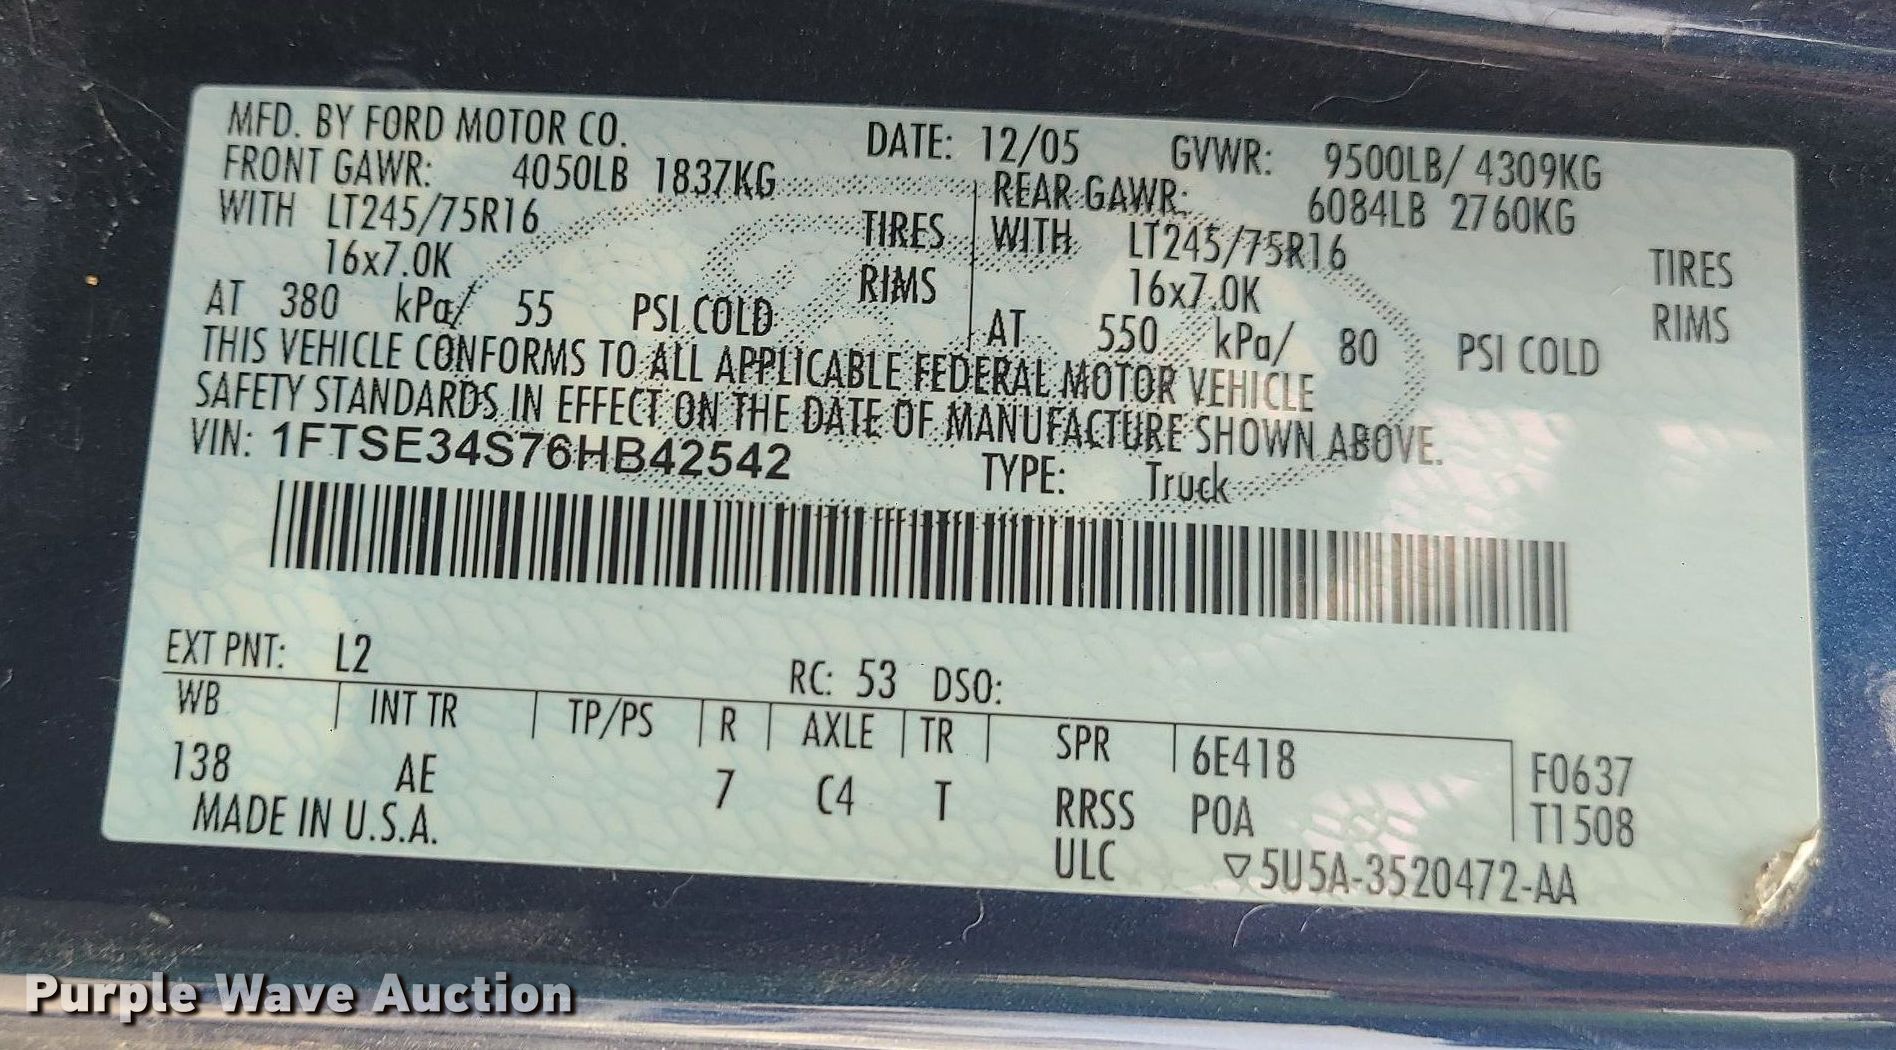 MFD. BY FORD MOTOR CO. DATE: 12/05 GVWR: 9500LB/ 4309KG
FRONT GAWR: 4050LB 1837KG REAR GAWR: 6084LB 2760KG
WITH LT245/75R16 TIRES WITH LT245/75R16 TIRES
16x7.0K RIMS 16x7.0K RIMS
AT 380 kPa/ 55 PSI COLD AT 550 kPa/ 80 PSI COLD
THIS VEHICLE CONFORMS TO ALL APPLICABLE FEDERAL MOTOR VEHICLE
SAFETY STANDARDS IN EFFECT ON THE DATE OF MANUFACTURE SHOWN ABOVE.
VIN: 1FTSE34S76HB42542 TYPE: Truck
EXT PNT: L2 RC: 53 DSO:
WB INT TR TP/PS R AXLE TR SPR 6E418 F0637
138 AE 7 C4 T RRSS POA T1508
MADE IN U.S.A. ULC ▽5U5A-3520472-AA
Purple Wave Auction